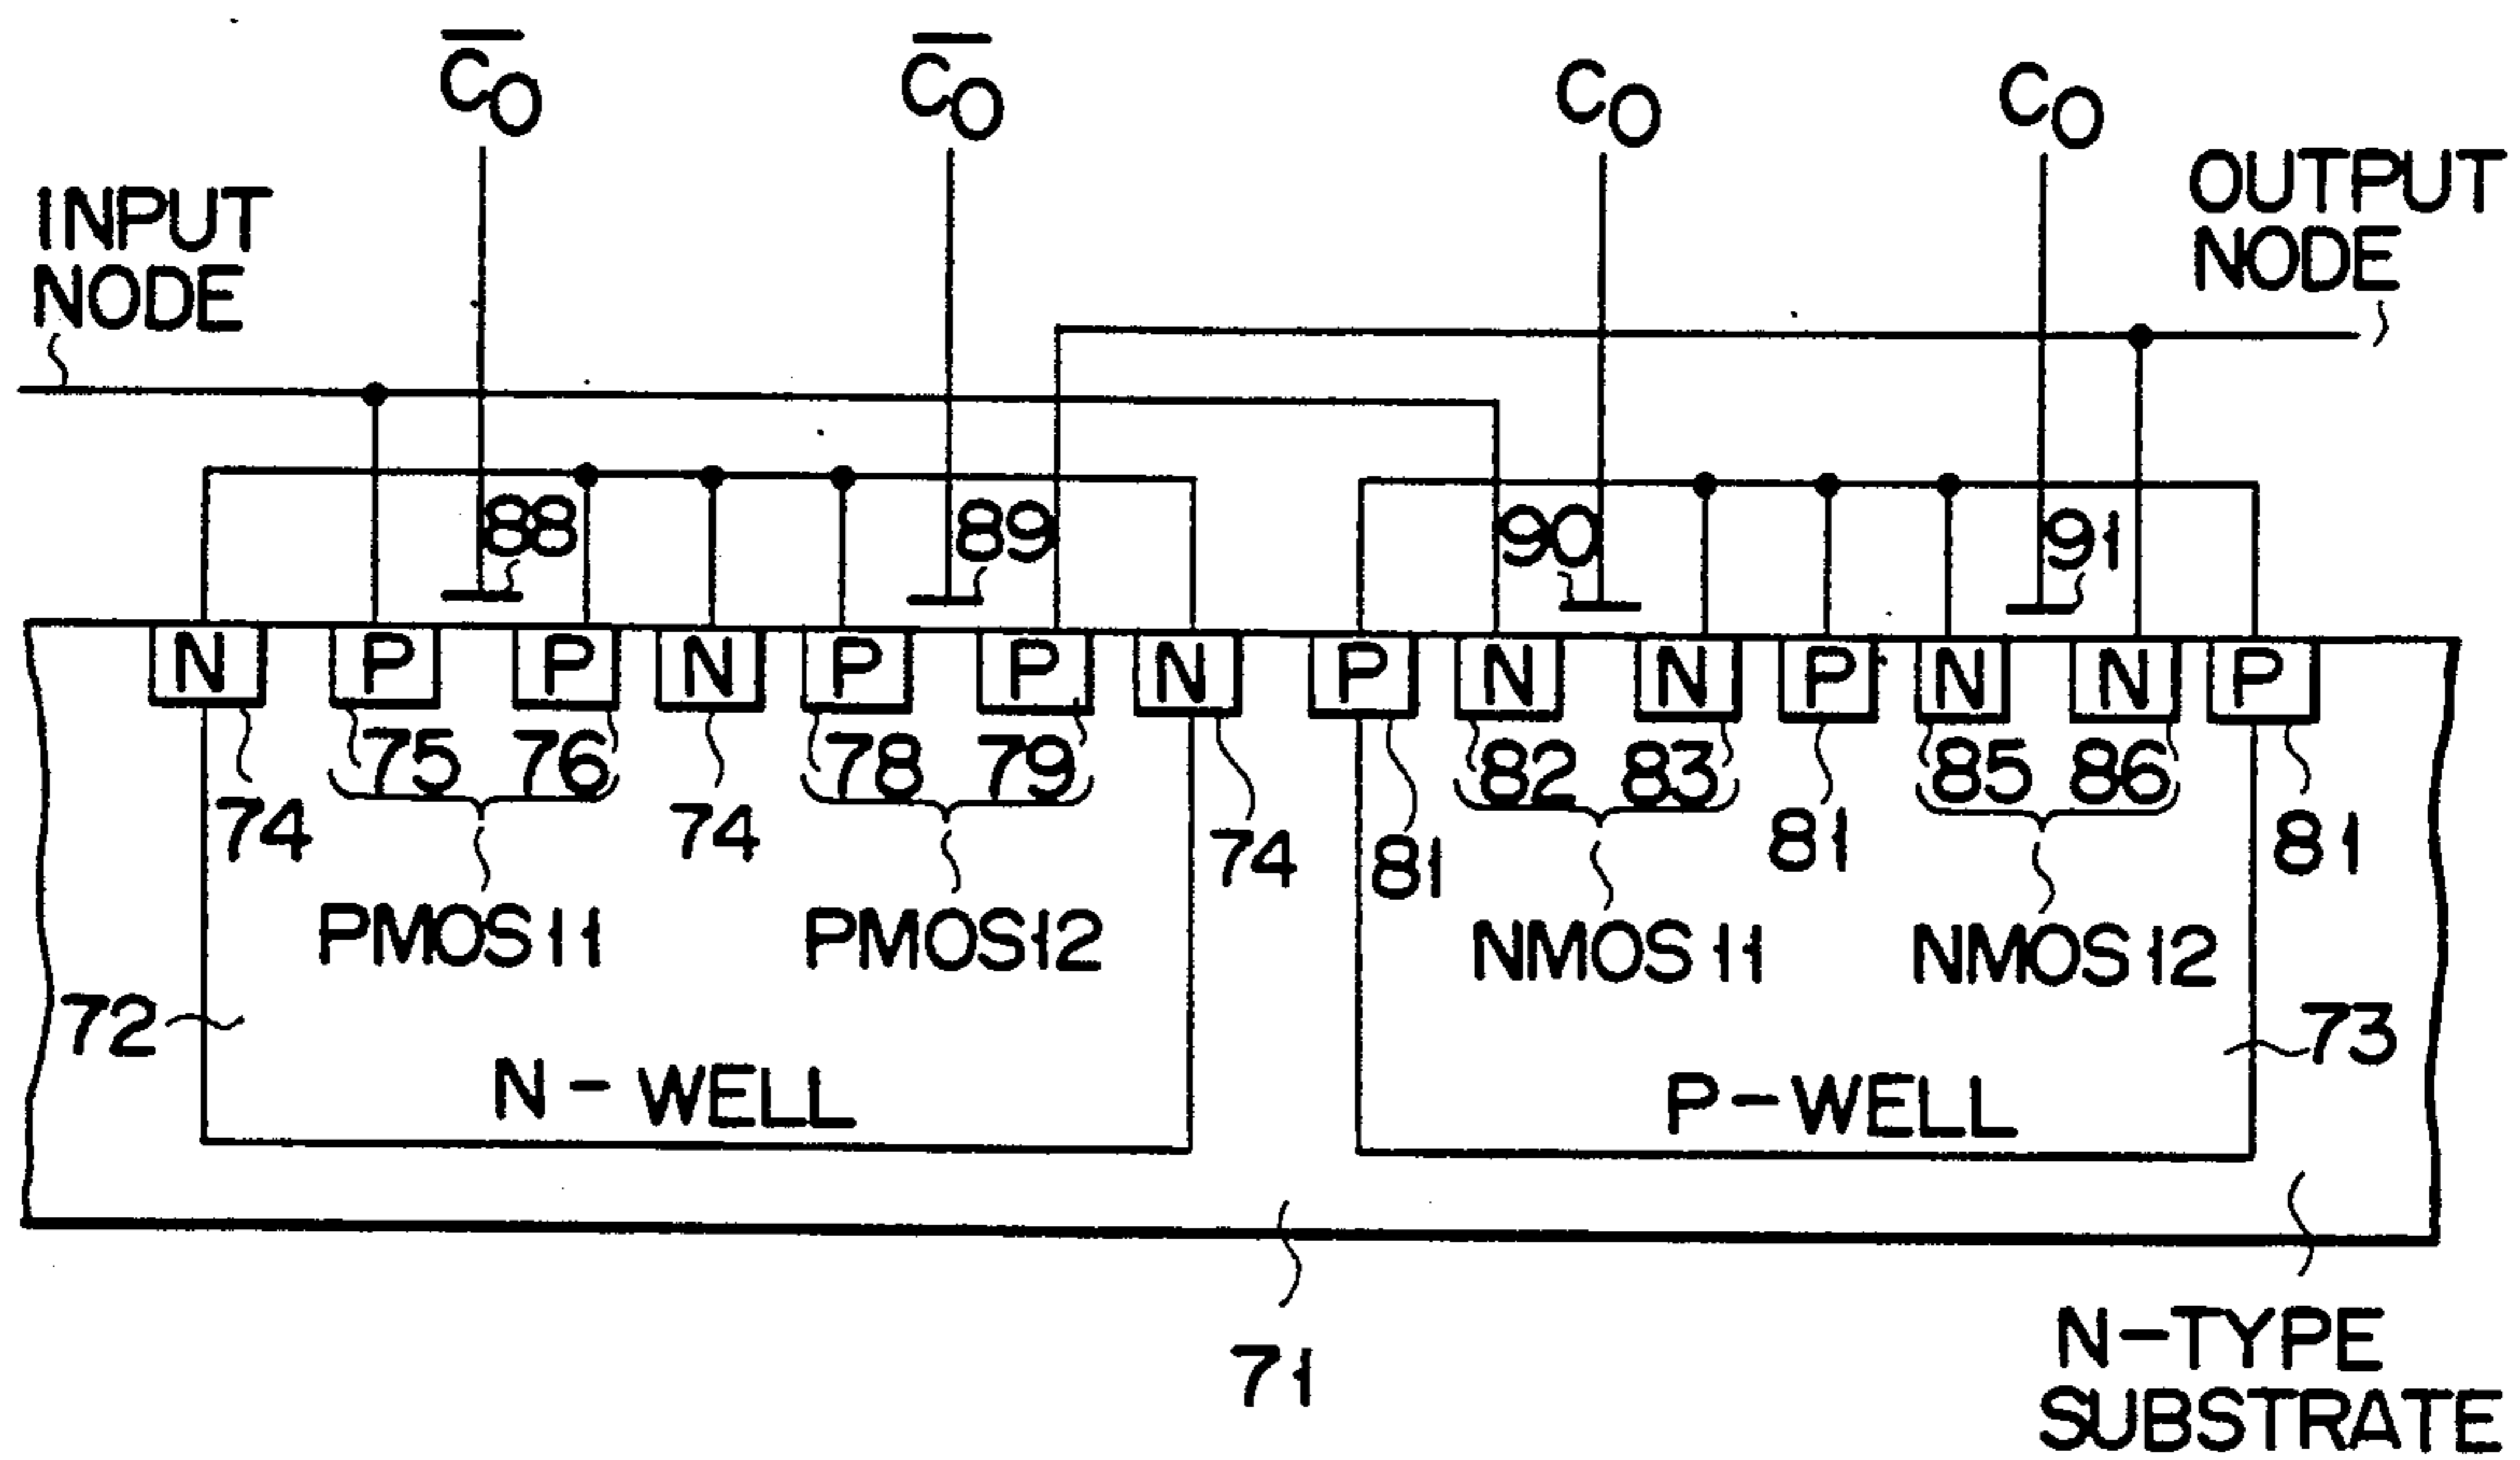 C̅O C̅O CO CO
INPUT
NODE
OUTPUT
NODE
88 89 90 91
N P P N P P N P N N P N N P
75 76 78 79 82 83 85 86
74 74 74 81 81 81
PMOS11 PMOS12 NMOS11 NMOS12
72 73
N-WELL P-WELL
71
N-TYPE
SUBSTRATE